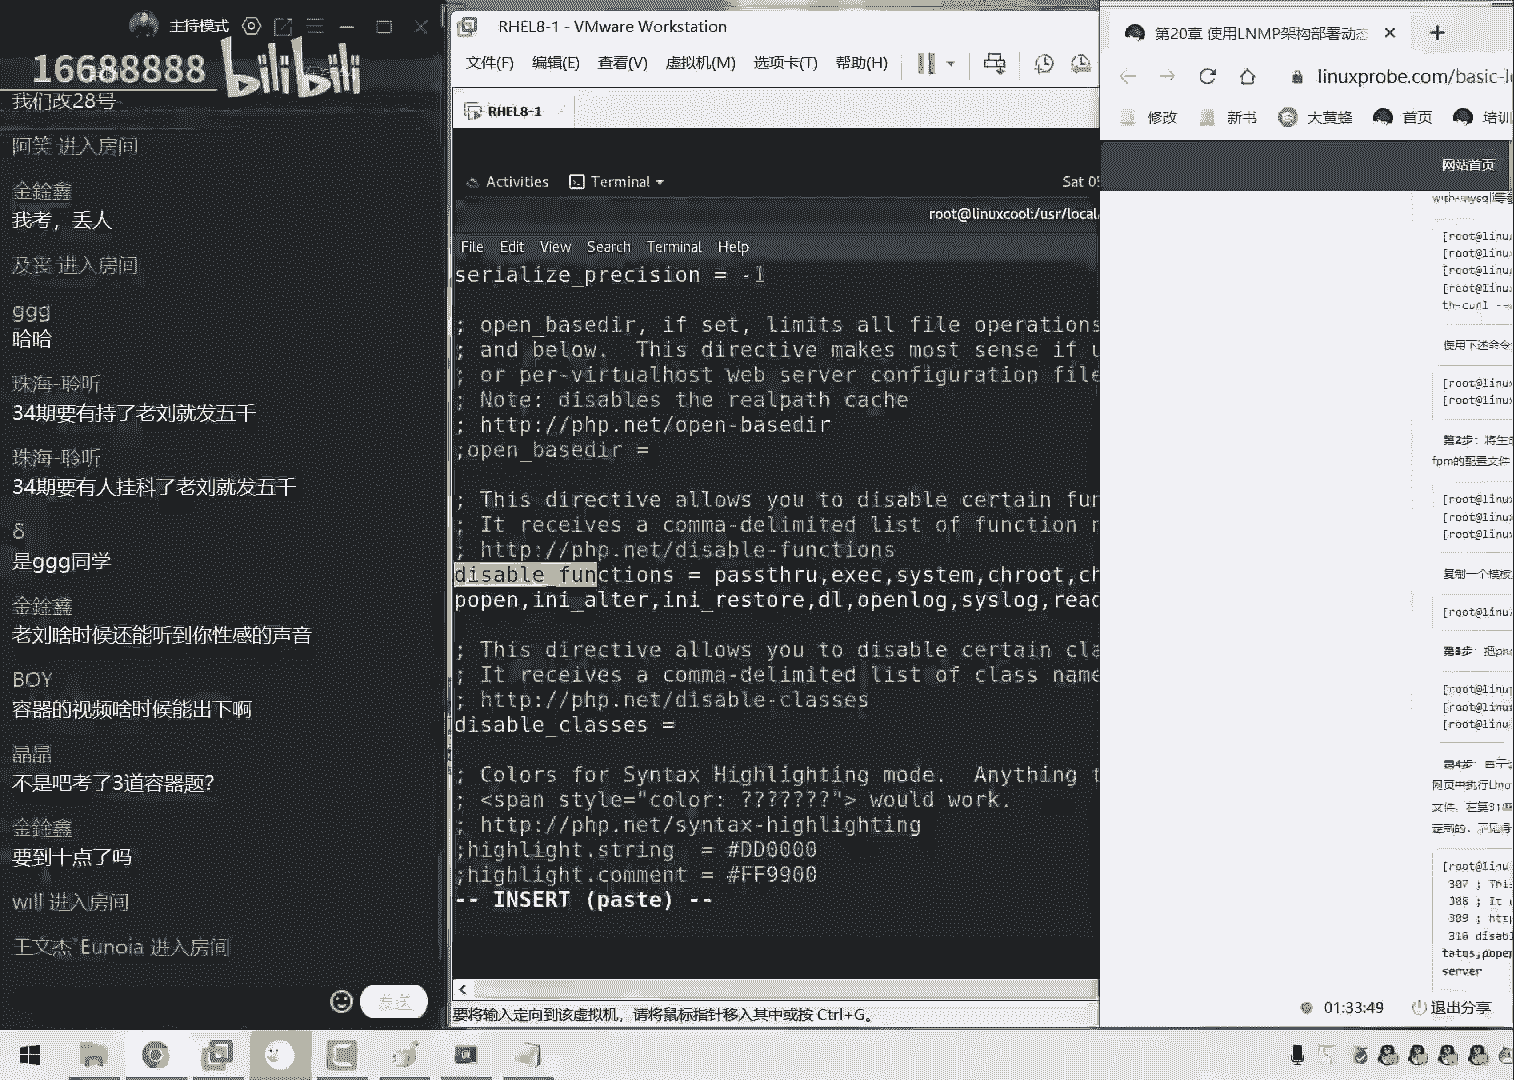 主持模式
16688888 bilibili
我们改28号
阿笑 进入房间
金銓鑫
我考，丢人
及喪 进入房间
ggg
哈哈
珠海-聆听
34期要有持了老刘就发五千
珠海-聆听
34期要有人挂科了老刘就发五千
δ
是ggg同学
金銓鑫
老刘啥时候还能听到你性感的声音
BOY
容器的视频啥时候能出下啊
晶晶
不是吧考了3道容器题?
金銓鑫
要到十点了吗
will 进入房间
王文杰 Eunoia 进入房间
发送
RHEL8-1 - VMware Workstation
文件(F) 编辑(E) 查看(V) 虚拟机(M) 选项卡(T) 帮助(H)
RHEL8-1
Activities Terminal
Sat 0
root@linuxcool:/usr/local
File Edit View Search Terminal Help
serialize_precision = -1
; open_basedir, if set, limits all file operations
; and below.  This directive makes most sense if u
; or per-virtualhost web server configuration file
; Note: disables the realpath cache
; http://php.net/open-basedir
;open_basedir =
; This directive allows you to disable certain fun
; It receives a comma-delimited list of function n
; http://php.net/disable-functions
disable_functions = passthru,exec,system,chroot,ch
popen,ini_alter,ini_restore,dl,openlog,syslog,read
; This directive allows you to disable certain cla
; It receives a comma-delimited list of class name
; http://php.net/disable-classes
disable_classes =
; Colors for Syntax Highlighting mode.  Anything t
; <span style="color: ???????"> would work.
; http://php.net/syntax-highlighting
;highlight.string  = #DD0000
;highlight.comment = #FF9900
-- INSERT (paste) --
要将输入定向到该虚拟机，请将鼠标指针移入其中或按 Ctrl+G。
第20章 使用LNMP架构部署动态
linuxprobe.com/basic-l
修改 新书 大黄蜂 首页 培训
网站首页
[root@linu
[root@linu
[root@linu
[root@linu
使用下述命令
[root@linu
[root@linu
第2步：将生成
fpm的配置文件
[root@linu
[root@linu
[root@linu
复制一个模板
[root@linu
第3步：把
[root@linu
[root@linu
[root@linu
第4步：
文件。在第
[root@linu
307 ; This
308 ; It
309 ; htt
310 disabl
tatus,popen
server
01:33:49 退出分享